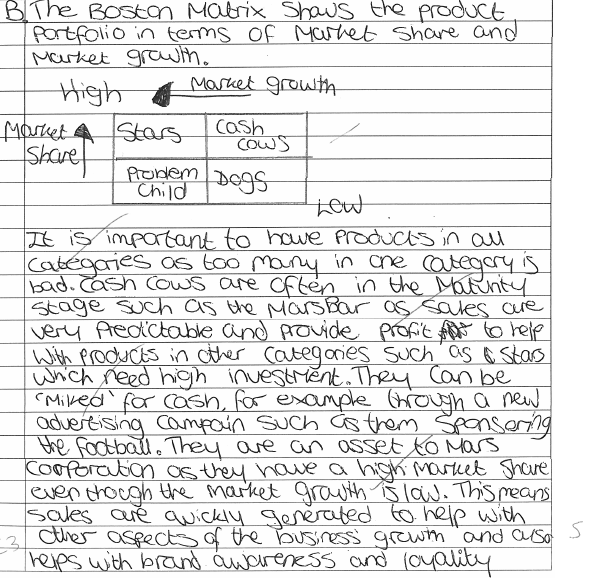 B. The Boston Matrix shows the product
Portfolio in terms of Market share and
Market growth.
High Market growth
Market Share
Stars Cash cows
Problem Child Dogs
Low
It is important to have Products in all
Categories as too many in one category is
bad. Cash cows are often in the Maturity
stage such as the MarsBar as sales are
very Predictable and provide profit to help
with products in other categories such as Stars
which need high investment. They can be
'Milked' for cash, for example through a new
advertising campain such as them sponsoring
the football. They are an asset to Mars
Corporation as they have a high Market Share
even though the market growth is low. This means
sales are quickly generated to help with
3 other aspects of the business growth and also 5
helps with brand awareness and loyality